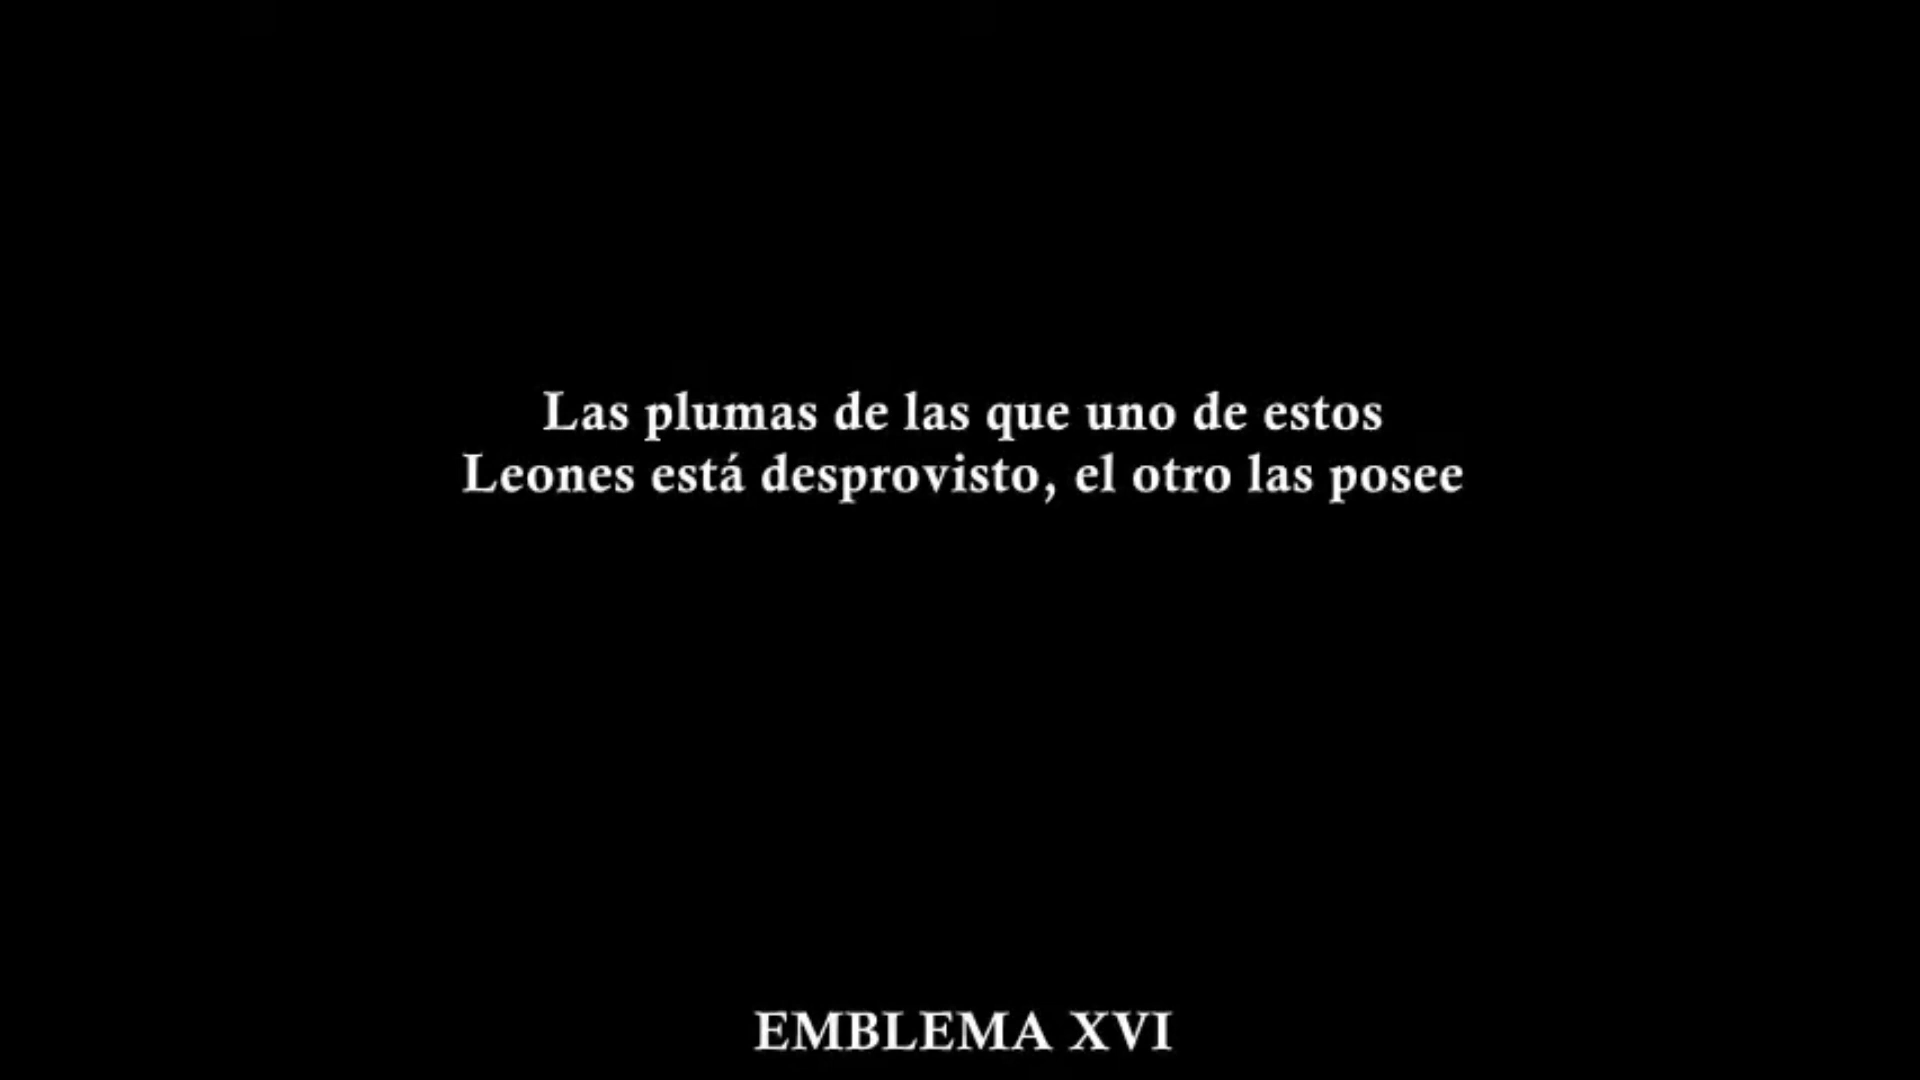 Las plumas de las que uno de estos
Leones está desprovisto, el otro las posee
EMBLEMA XVI